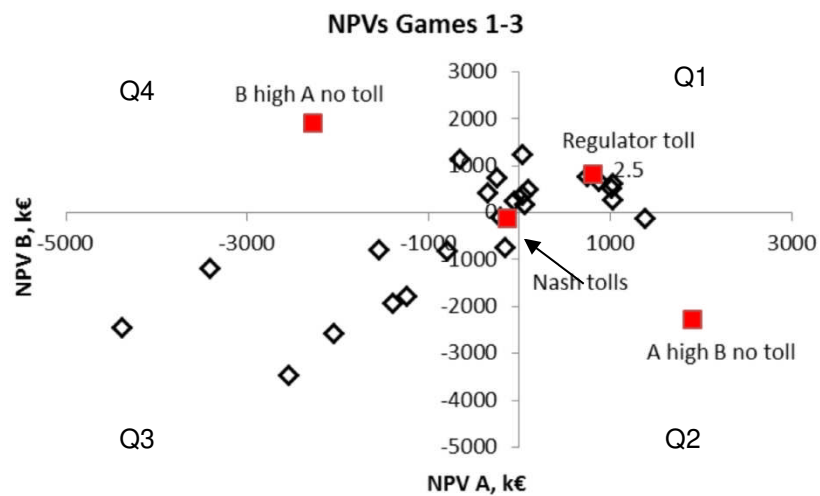 NPVs Games 1-3
Q4
Q1
B high A no toll
Regulator toll
2.5
3000
2000
1000
0
-1000
-2000
-3000
-4000
-5000
-5000
-3000
-1000
1000
3000
NPV B, k€
Nash tolls
A high B no toll
Q3
Q2
NPV A, k€